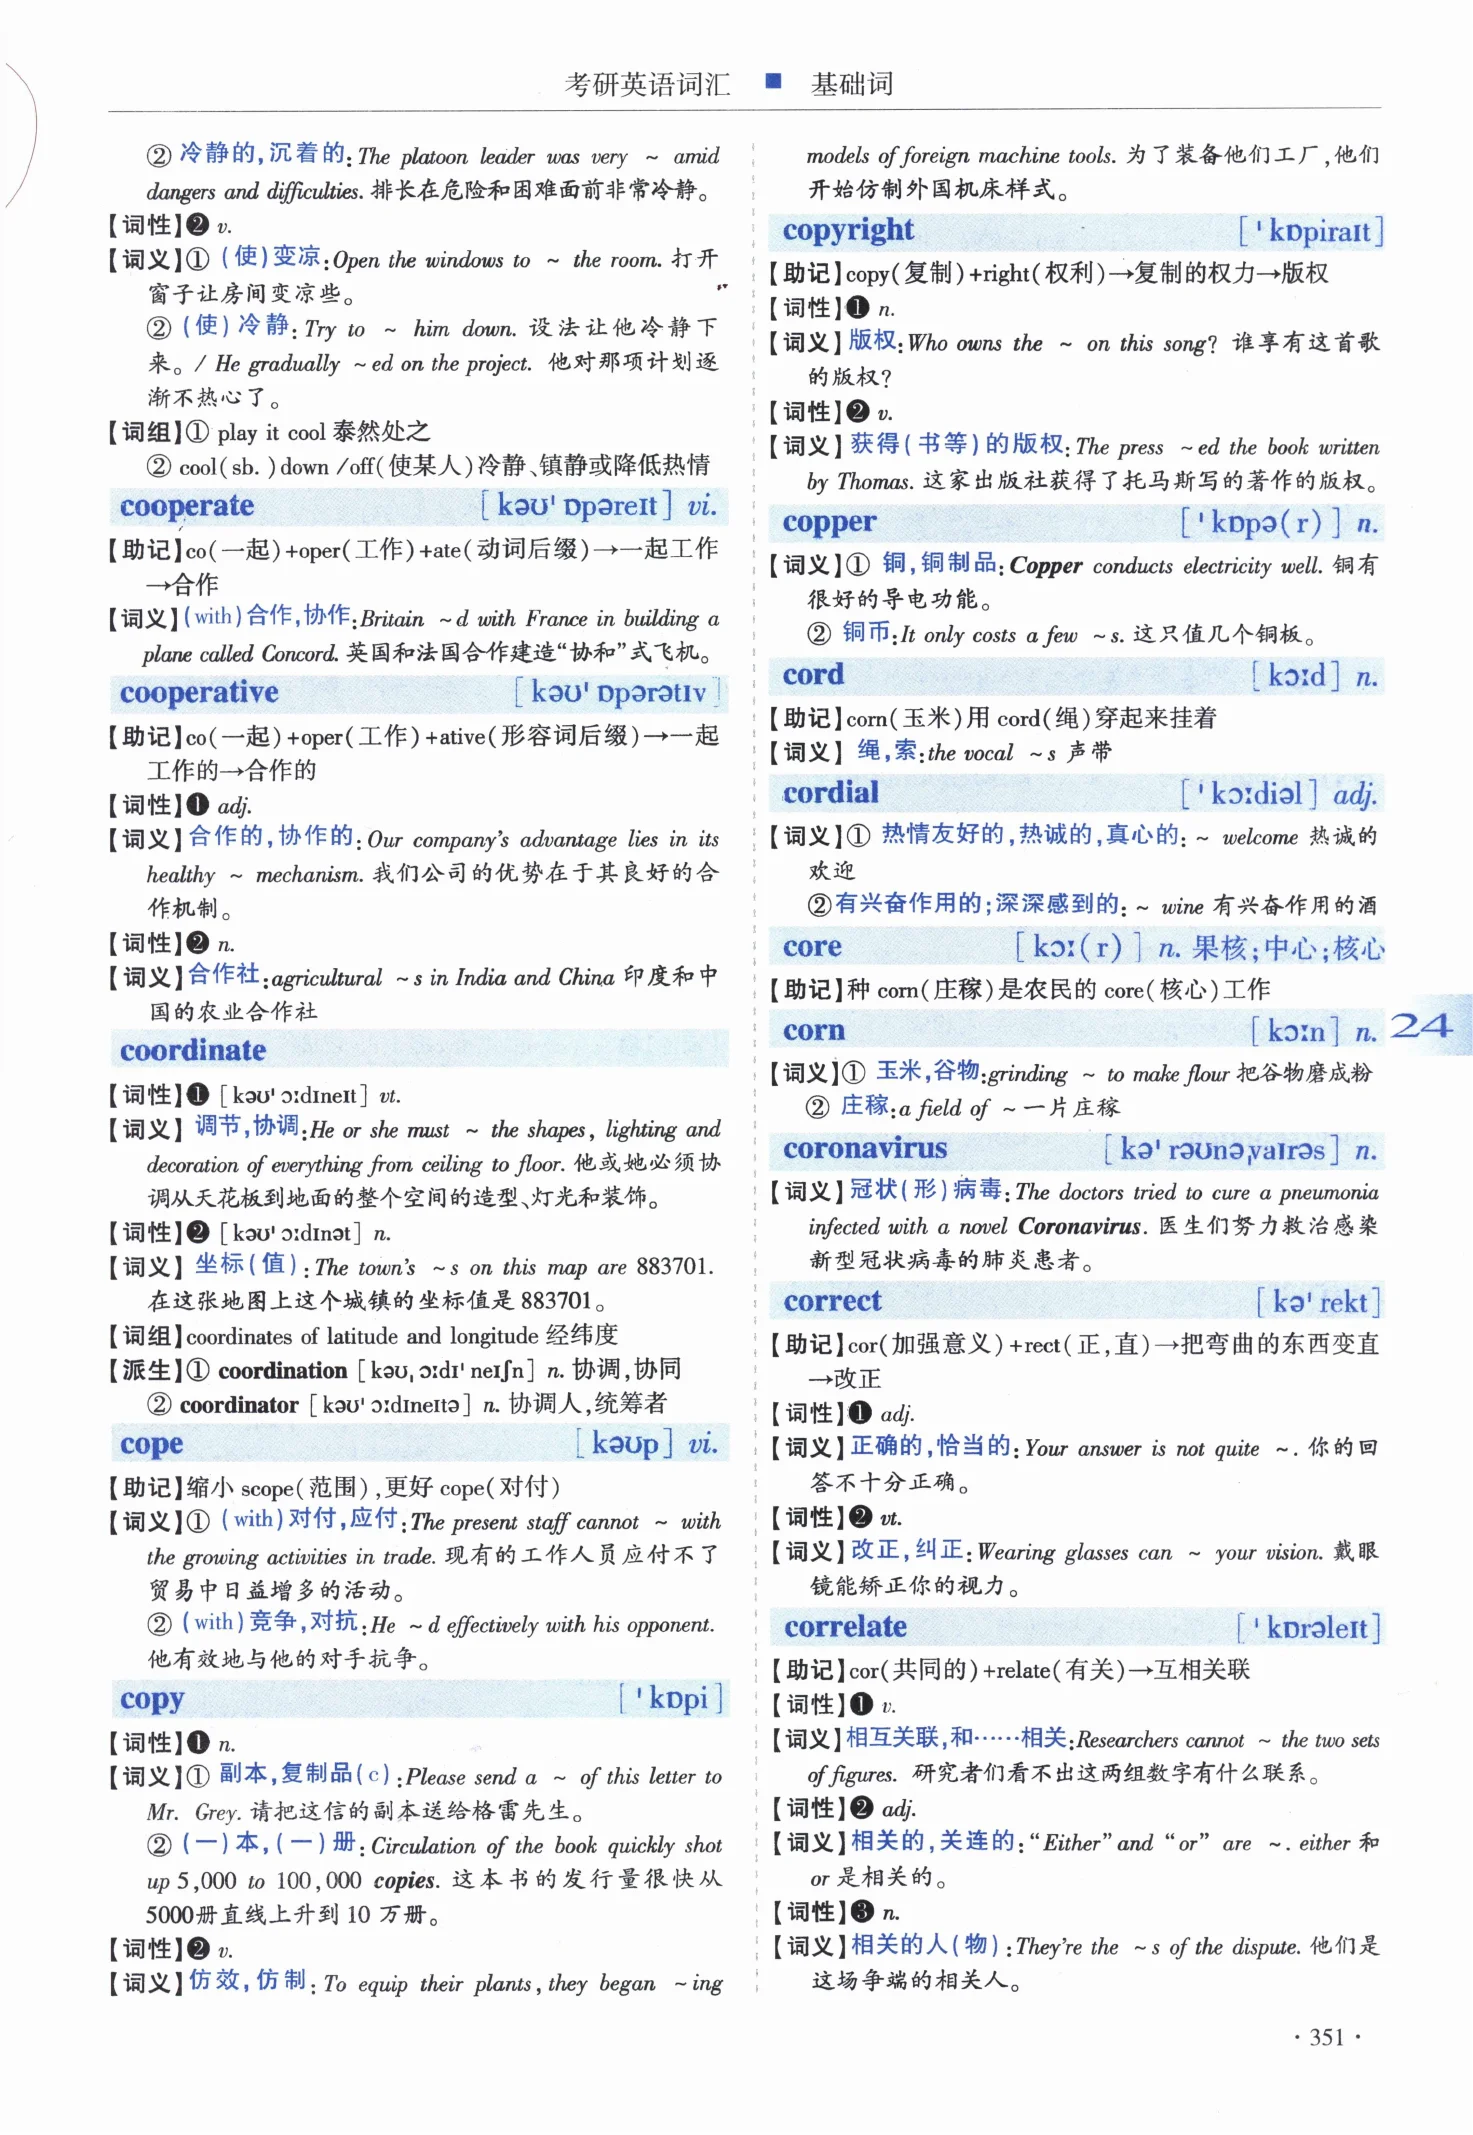 考研英语词汇 ■ 基础词
② 冷静的,沉着的:The platoon leader was very ~ amid
dangers and difficulties. 排长在危险和困难面前非常冷静。
【词性】❷ v.
【词义】① (使)变凉:Open the windows to ~ the room. 打开
窗子让房间变凉些。
② (使)冷静:Try to ~ him down. 设法让他冷静下
来。/ He gradually ~ed on the project. 他对那项计划逐
渐不热心了。
【词组】① play it cool 泰然处之
② cool(sb.)down/off(使某人)冷静、镇静或降低热情
cooperate [kəʊˈɒpəreɪt] vi.
【助记】co(一起)+oper(工作)+ate(动词后缀)→一起工作
→合作
【词义】(with)合作,协作:Britain ~d with France in building a
plane called Concord. 英国和法国合作建造“协和”式飞机。
cooperative [kəʊˈɒpərətɪv]
【助记】co(一起)+oper(工作)+ative(形容词后缀)→一起
工作的→合作的
【词性】❶ adj.
【词义】合作的,协作的:Our company's advantage lies in its
healthy ~ mechanism. 我们公司的优势在于其良好的合
作机制。
【词性】❷ n.
【词义】合作社:agricultural ~s in India and China 印度和中
国的农业合作社
coordinate
【词性】❶ [kəʊˈɔːdɪneɪt] vt.
【词义】 调节,协调:He or she must ~ the shapes, lighting and
decoration of everything from ceiling to floor. 他或她必须协
调从天花板到地面的整个空间的造型、灯光和装饰。
【词性】❷ [kəʊˈɔːdɪnət] n.
【词义】 坐标(值):The town's ~s on this map are 883701.
在这张地图上这个城镇的坐标值是 883701。
【词组】coordinates of latitude and longitude 经纬度
【派生】① coordination [kəʊˌɔːdɪˈneɪʃn] n. 协调,协同
② coordinator [kəʊˈɔːdɪneɪtə] n. 协调人,统筹者
cope [kəʊp] vi.
【助记】缩小 scope(范围),更好 cope(对付)
【词义】① (with)对付,应付:The present staff cannot ~ with
the growing activities in trade. 现有的工作人员应付不了
贸易中日益增多的活动。
② (with)竞争,对抗:He ~d effectively with his opponent.
他有效地与他的对手抗争。
copy [ˈkɒpi]
【词性】❶ n.
【词义】① 副本,复制品(c):Please send a ~ of this letter to
Mr. Grey. 请把这信的副本送给格雷先生。
② (一)本,(一)册:Circulation of the book quickly shot
up 5,000 to 100,000 copies. 这本书的发行量很快从
5000册直线上升到 10 万册。
【词性】❷ v.
【词义】仿效,仿制:To equip their plants, they began ~ing
models of foreign machine tools. 为了装备他们工厂,他们
开始仿制外国机床样式。
copyright [ˈkɒpiraɪt]
【助记】copy(复制)+right(权利)→复制的权力→版权
【词性】❶ n.
【词义】版权:Who owns the ~ on this song? 谁享有这首歌
的版权?
【词性】❷ v.
【词义】获得(书等)的版权:The press ~ed the book written
by Thomas. 这家出版社获得了托马斯写的著作的版权。
copper [ˈkɒpə(r)] n.
【词义】① 铜,铜制品:Copper conducts electricity well. 铜有
很好的导电功能。
② 铜币:It only costs a few ~s. 这只值几个铜板。
cord [kɔːd] n.
【助记】corn(玉米)用 cord(绳)穿起来挂着
【词义】 绳,索:the vocal ~s 声带
cordial [ˈkɔːdiəl] adj.
【词义】① 热情友好的,热诚的,真心的:~ welcome 热诚的
欢迎
②有兴奋作用的;深深感到的:~ wine 有兴奋作用的酒
core [kɔː(r)] n. 果核;中心;核心
【助记】种 corn(庄稼)是农民的 core(核心)工作
corn [kɔːn] n.
24
【词义】① 玉米,谷物:grinding ~ to make flour 把谷物磨成粉
② 庄稼:a field of ~ 一片庄稼
coronavirus [kəˈrəʊnəˌvaɪrəs] n.
【词义】冠状(形)病毒:The doctors tried to cure a pneumonia
infected with a novel Coronavirus. 医生们努力救治感染
新型冠状病毒的肺炎患者。
correct [kəˈrekt]
【助记】cor(加强意义)+rect(正,直)→把弯曲的东西变直
→改正
【词性】❶ adj.
【词义】正确的,恰当的:Your answer is not quite ~. 你的回
答不十分正确。
【词性】❷ vt.
【词义】改正,纠正:Wearing glasses can ~ your vision. 戴眼
镜能矫正你的视力。
correlate [ˈkɒrəleɪt]
【助记】cor(共同的)+relate(有关)→互相关联
【词性】❶ v.
【词义】相互关联,和……相关:Researchers cannot ~ the two sets
of figures. 研究者们看不出这两组数字有什么联系。
【词性】❷ adj.
【词义】相关的,关连的:“Either” and “or” are ~. either 和
or 是相关的。
【词性】❸ n.
【词义】相关的人(物):They're the ~s of the dispute. 他们是
这场争端的相关人。
· 351 ·